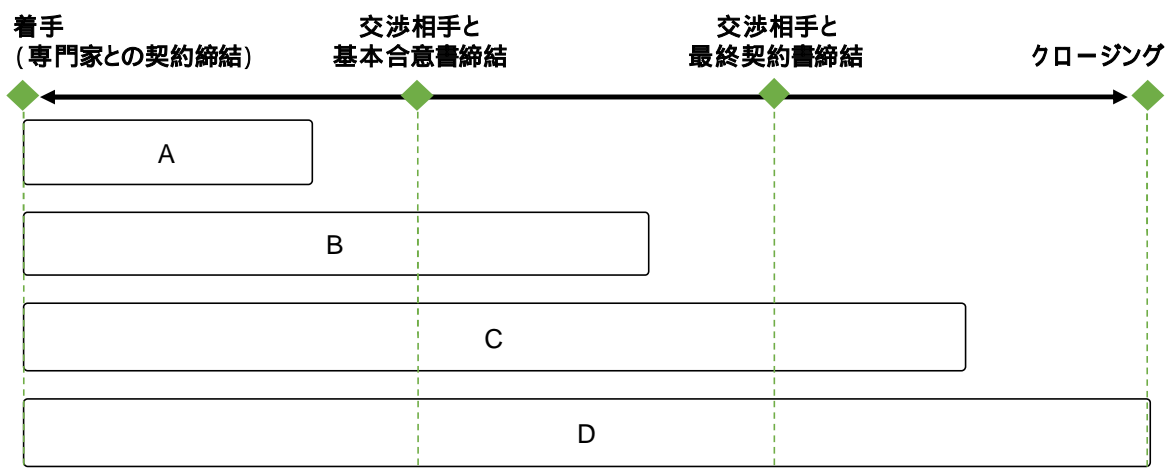 着手
(専門家との契約締結)
交渉相手と
基本合意書締結
交渉相手と
最終契約書締結
クロージング
A
B
C
D